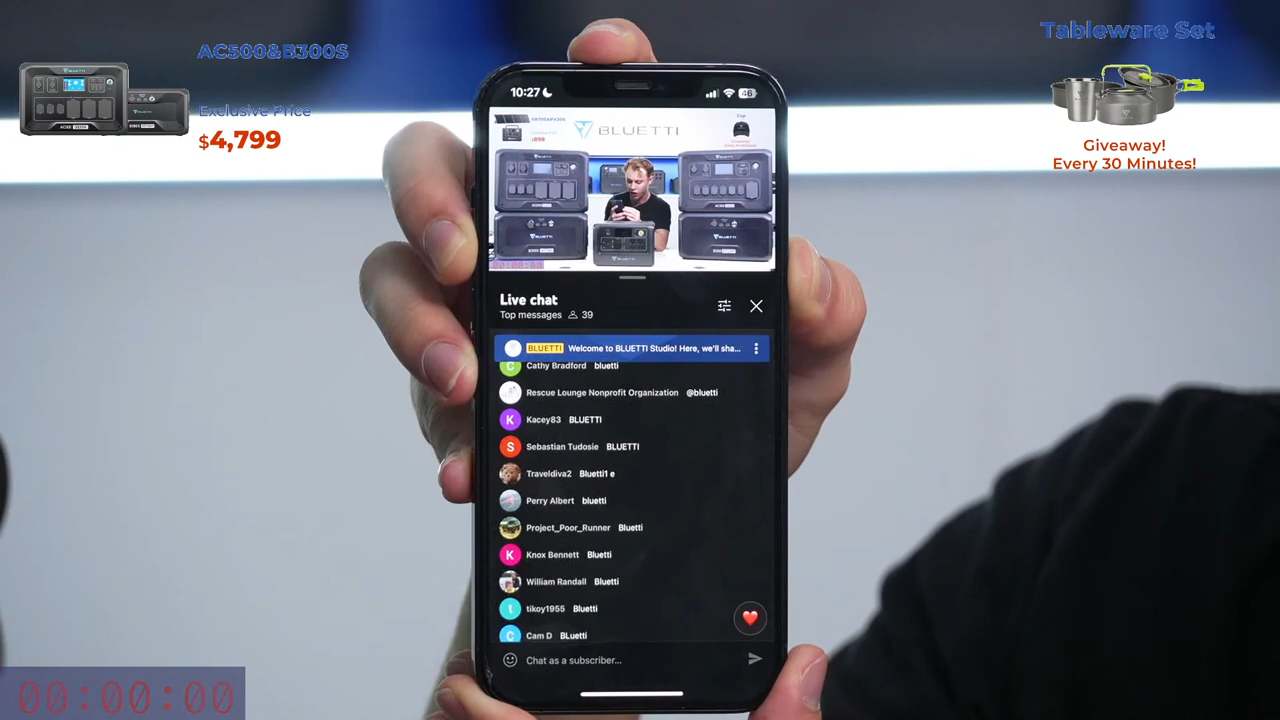 AC500&B300S
Exclusive Price
$4,799
Tableware Set
Giveaway!
Every 30 Minutes!
10:27
46
BLUETTI
Cap
Live chat
Top messages 39
BLUETTI Welcome to BLUETTI Studio! Here, we'll sha...
Cathy Bradford bluetti
Rescue Lounge Nonprofit Organization @bluetti
K Kacey83 BLUETTI
S Sebastian Tudosie BLUETTI
Traveldiva2 Bluetti1 e
Perry Albert bluetti
Project_Poor_Runner Bluetti
K Knox Bennett Bluetti
William Randall Bluetti
t tikoy1955 Bluetti
C Cam D BLuetti
Chat as a subscriber...
00:00:00